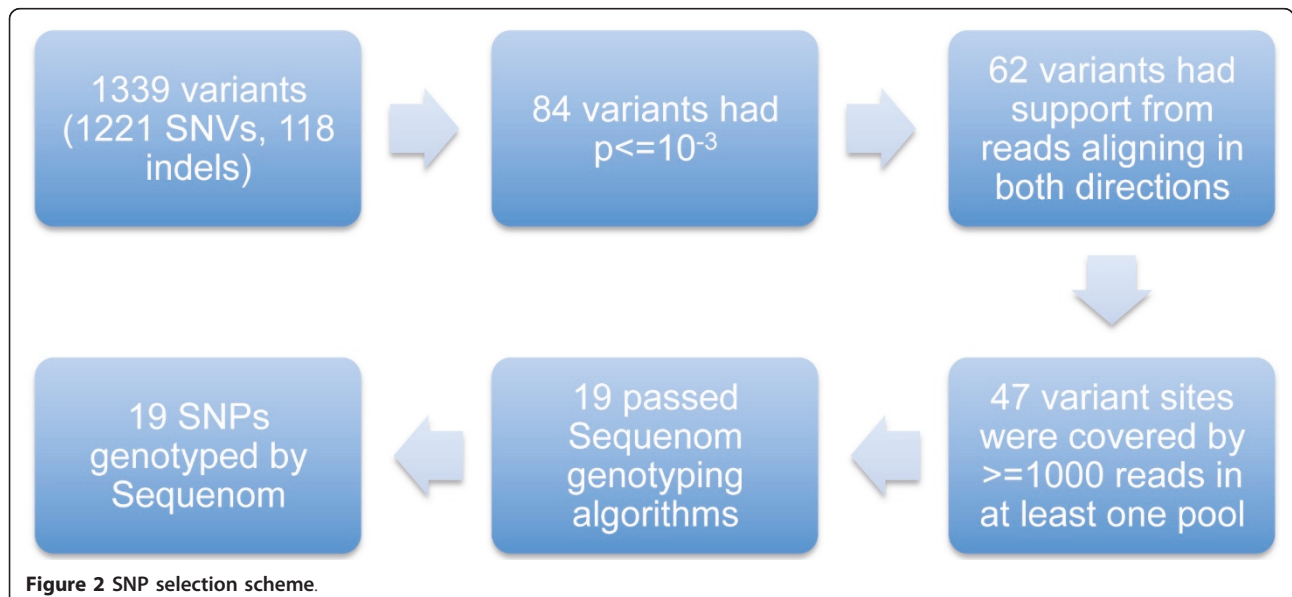 1339 variants
(1221 SNVs, 118
indels)
84 variants had
p<=10⁻³
62 variants had
support from
reads aligning in
both directions
47 variant sites
were covered by
>=1000 reads in
at least one pool
19 passed
Sequenom
genotyping
algorithms
19 SNPs
genotyped by
Sequenom
Figure 2 SNP selection scheme.